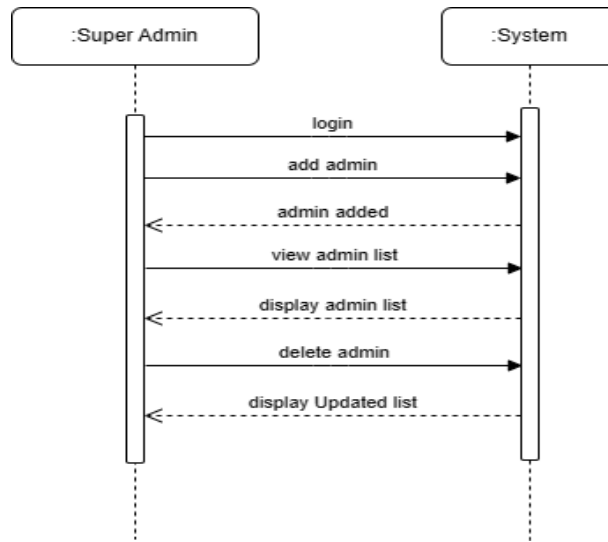 :Super Admin
:System
login
add admin
admin added
view admin list
display admin list
delete admin
display Updated list